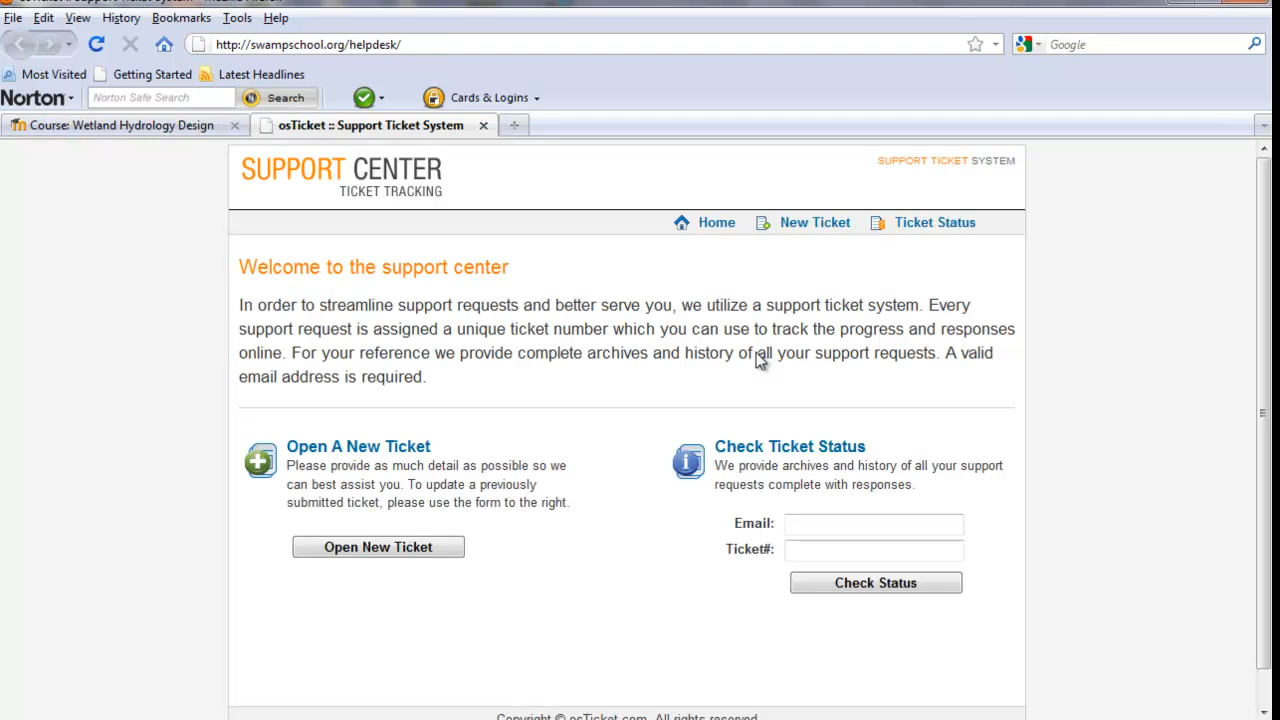 File Edit View History Bookmarks Tools Help
http://swampschool.org/helpdesk/
Google
Most Visited Getting Started Latest Headlines
Norton Norton Safe Search Search Cards & Logins
Course: Wetland Hydrology Design osTicket :: Support Ticket System
SUPPORT CENTER
TICKET TRACKING
SUPPORT TICKET SYSTEM
Home New Ticket Ticket Status
Welcome to the support center
In order to streamline support requests and better serve you, we utilize a support ticket system. Every
support request is assigned a unique ticket number which you can use to track the progress and responses
online. For your reference we provide complete archives and history of all your support requests. A valid
email address is required.
Open A New Ticket
Please provide as much detail as possible so we
can best assist you. To update a previously
submitted ticket, please use the form to the right.
Open New Ticket
Check Ticket Status
We provide archives and history of all your support
requests complete with responses.
Email:
Ticket#:
Check Status
Copyright © osTicket.com. All rights reserved.